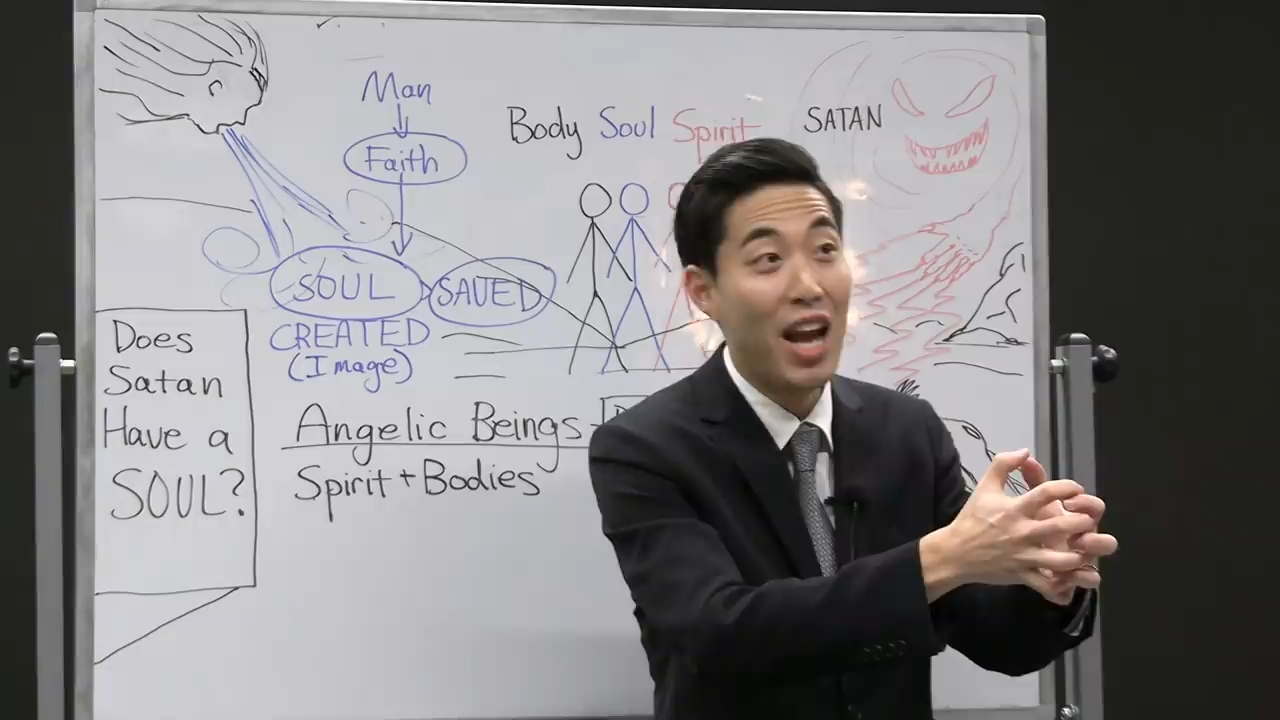 Man
Faith
SOUL
SAVED
CREATED
(Image)
Body Soul Spirit
SATAN
Does
Satan
Have a
SOUL?
Angelic Beings
Spirit + Bodies